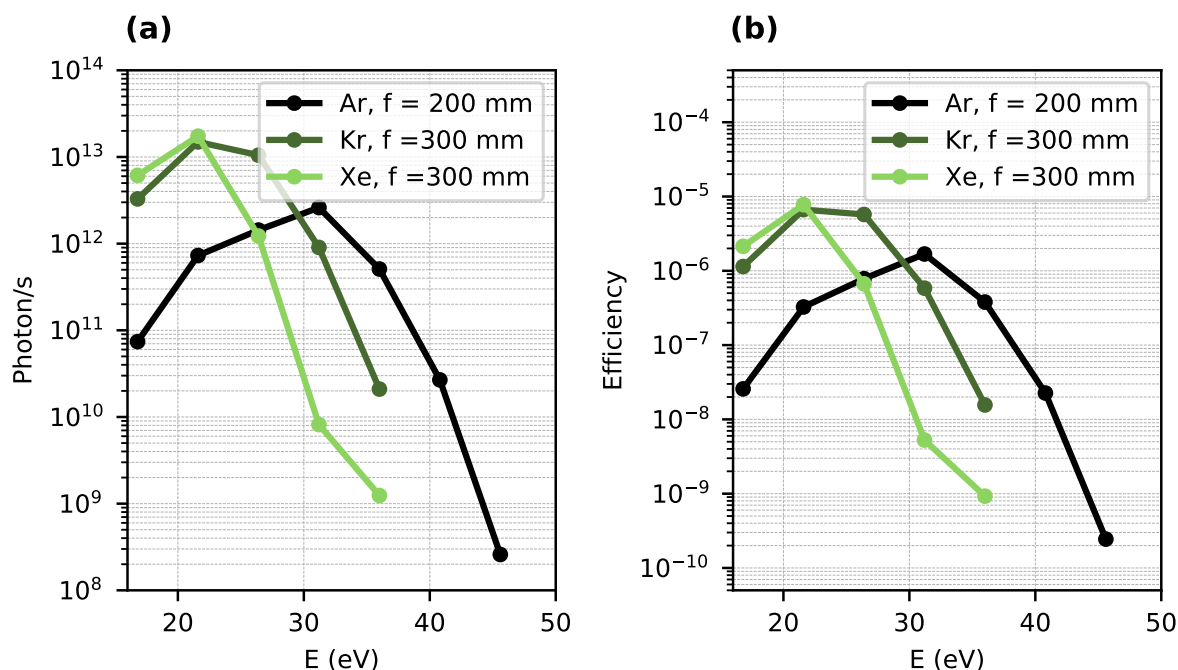 (a)
10^14
10^13
10^12
10^11
10^10
10^9
10^8
Photon/s
20
30
40
50
E (eV)
Ar, f = 200 mm
Kr, f =300 mm
Xe, f =300 mm
(b)
10^−4
10^−5
10^−6
10^−7
10^−8
10^−9
10^−10
Efficiency
20
30
40
50
E (eV)
Ar, f = 200 mm
Kr, f =300 mm
Xe, f =300 mm